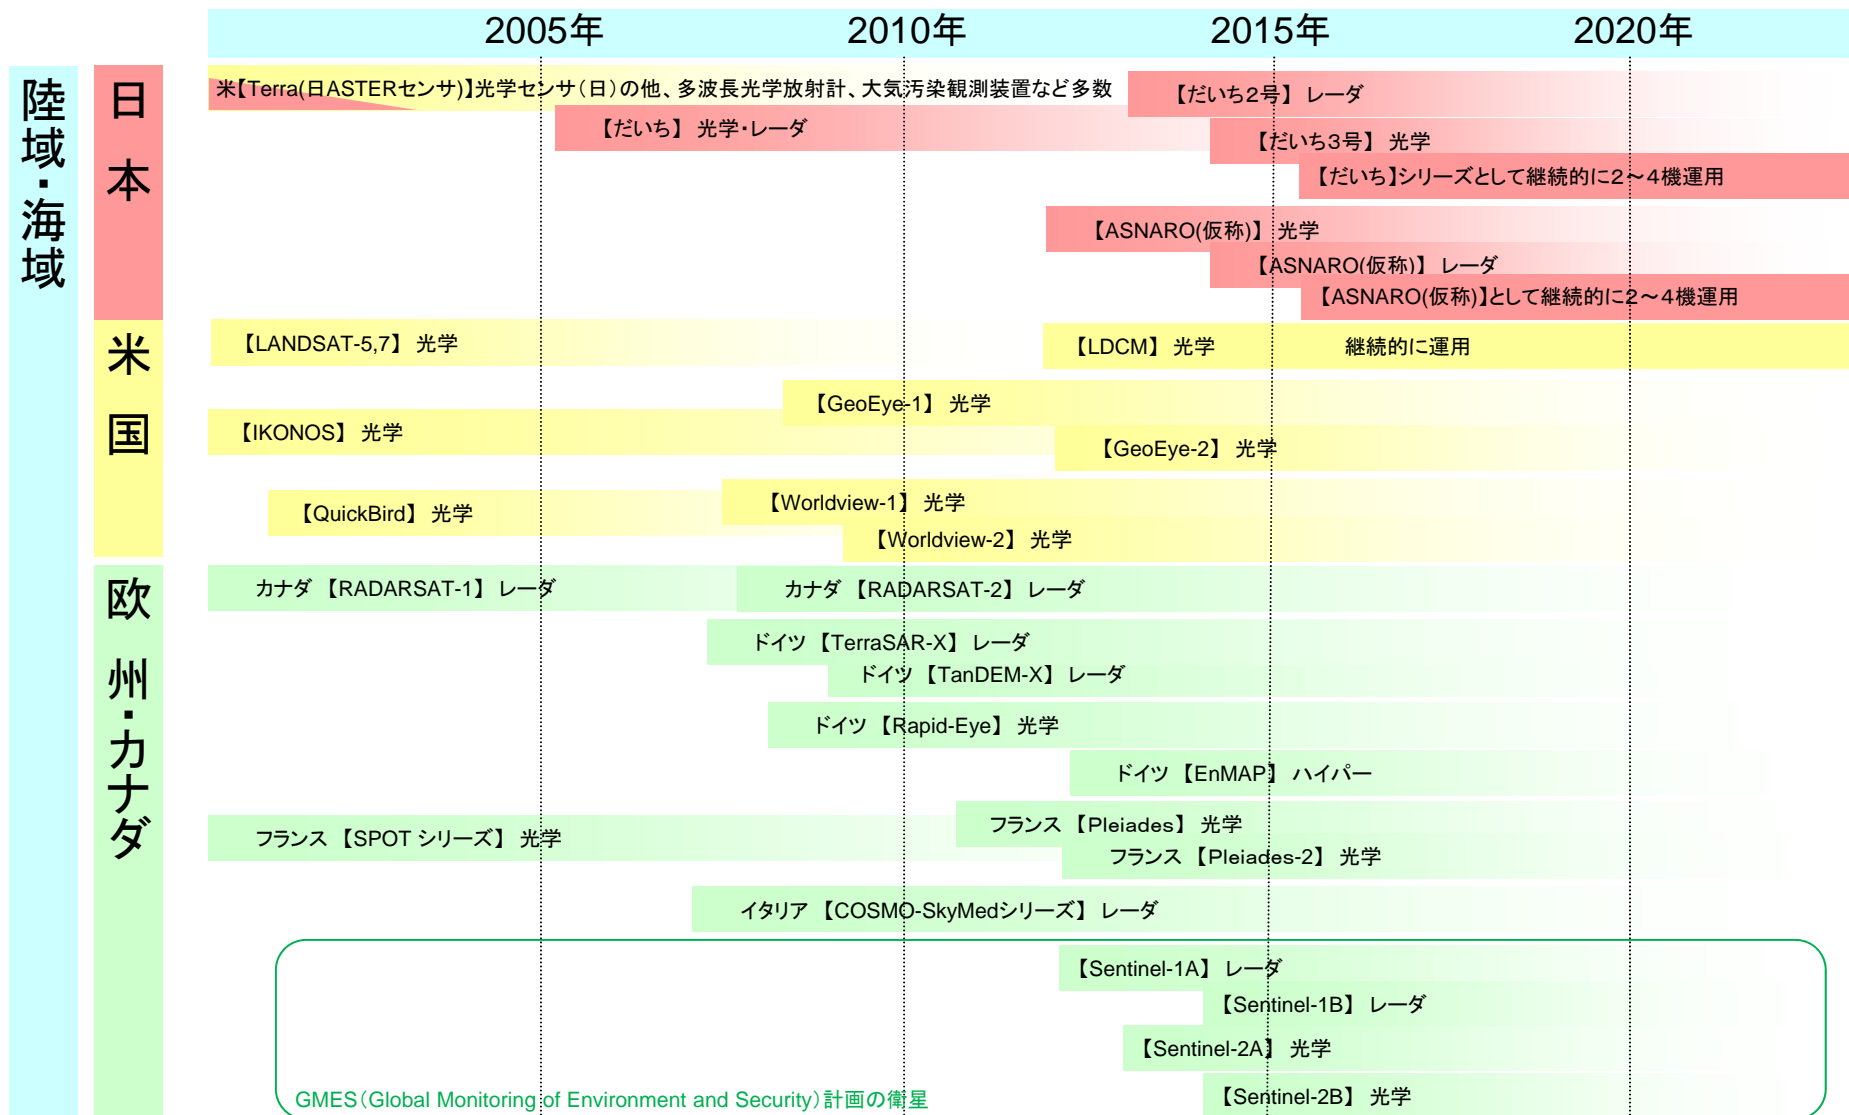 2005年 2010年 2015年 2020年
陸域・海域
日本
米【Terra(日ASTERセンサ)】光学センサ(日)の他、多波長光学放射計、大気汚染観測装置など多数
【だいち2号】 レーダ
【だいち】 光学・レーダ
【だいち3号】 光学
【だいち】シリーズとして継続的に2~4機運用
【ASNARO(仮称)】 光学
【ASNARO(仮称)】 レーダ
【ASNARO(仮称)】として継続的に2~4機運用
米国
【LANDSAT-5,7】 光学
【LDCM】 光学 継続的に運用
【GeoEye-1】 光学
【IKONOS】 光学
【GeoEye-2】 光学
【QuickBird】 光学
【Worldview-1】 光学
【Worldview-2】 光学
欧州・カナダ
カナダ 【RADARSAT-1】 レーダ
カナダ 【RADARSAT-2】 レーダ
ドイツ 【TerraSAR-X】 レーダ
ドイツ 【TanDEM-X】 レーダ
ドイツ 【Rapid-Eye】 光学
ドイツ 【EnMAP】 ハイパー
フランス 【SPOT シリーズ】 光学
フランス 【Pleiades】 光学
フランス 【Pleiades-2】 光学
イタリア 【COSMO-SkyMedシリーズ】 レーダ
【Sentinel-1A】 レーダ
【Sentinel-1B】 レーダ
【Sentinel-2A】 光学
【Sentinel-2B】 光学
GMES(Global Monitoring of Environment and Security)計画の衛星